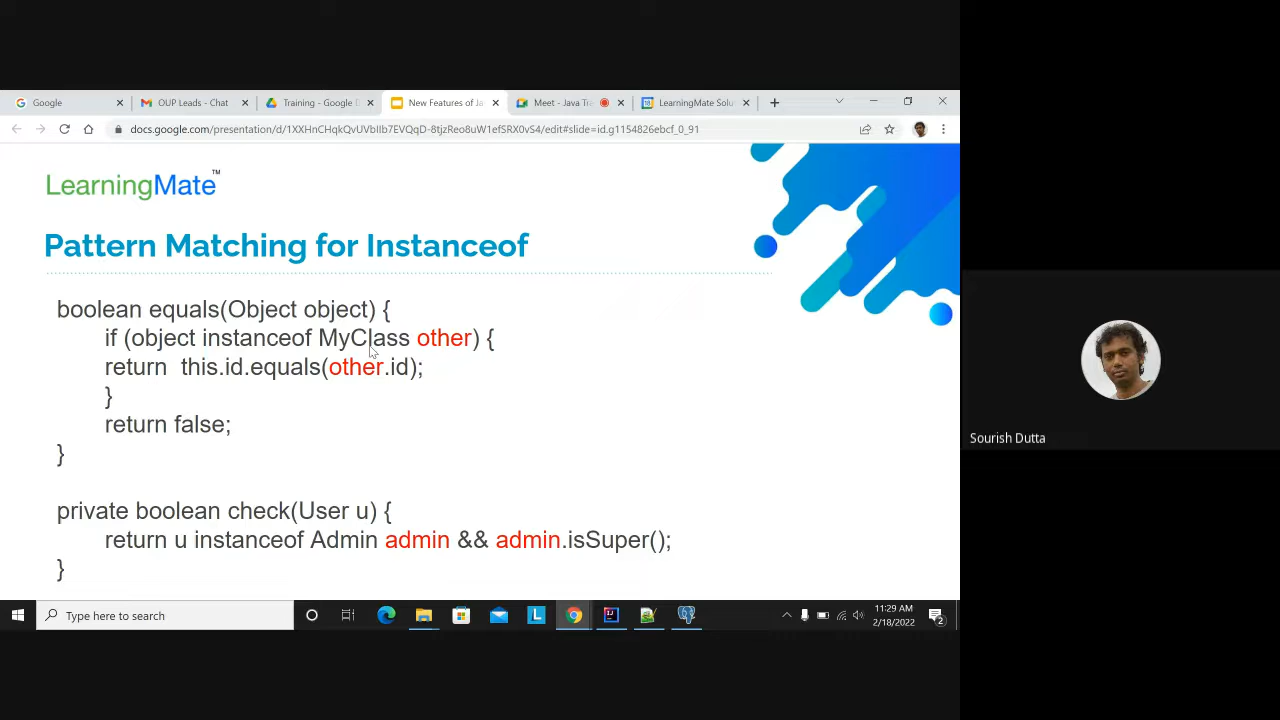 Google
OUP Leads - Chat
Training - Google D
New Features of Ja
Meet - Java Tra
LearningMate Solu
docs.google.com/presentation/d/1XXHnCHqkQvUVbIIb7EVQqD-8tjzReo8uW1efSRX0vS4/edit#slide=id.g1154826ebcf_0_91
LearningMate™
Pattern Matching for Instanceof
boolean equals(Object object) {
if (object instanceof MyClass other) {
return this.id.equals(other.id);
}
return false;
}
private boolean check(User u) {
return u instanceof Admin admin && admin.isSuper();
}
Sourish Dutta
Type here to search
L
11:29 AM
2/18/2022
2